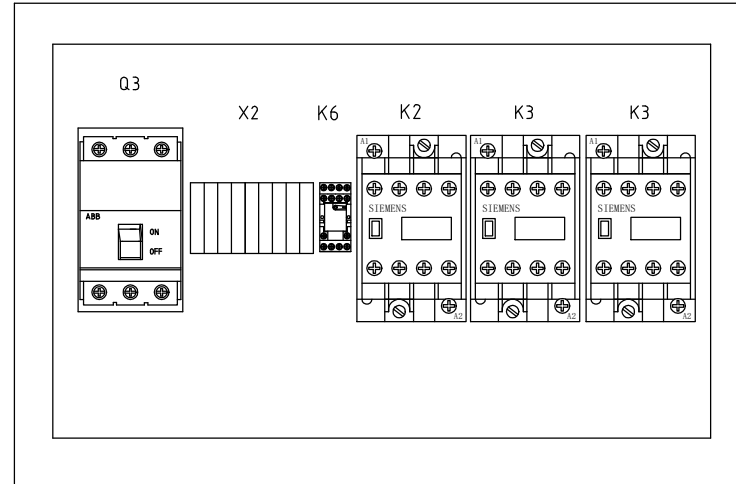 Q3
X2
K6
K2
K3
K3
ABB
ON
OFF
A1
SIEMENS
A2
A1
SIEMENS
A2
A1
SIEMENS
A2